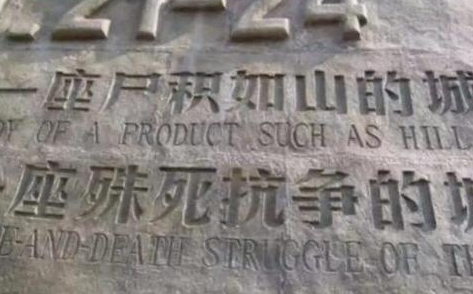 一座尸积如山的城
OF A PRODUCT SUCH AS HILL
座殊死抗争的城
E-AND-DEATH STRUGGLE OF TH